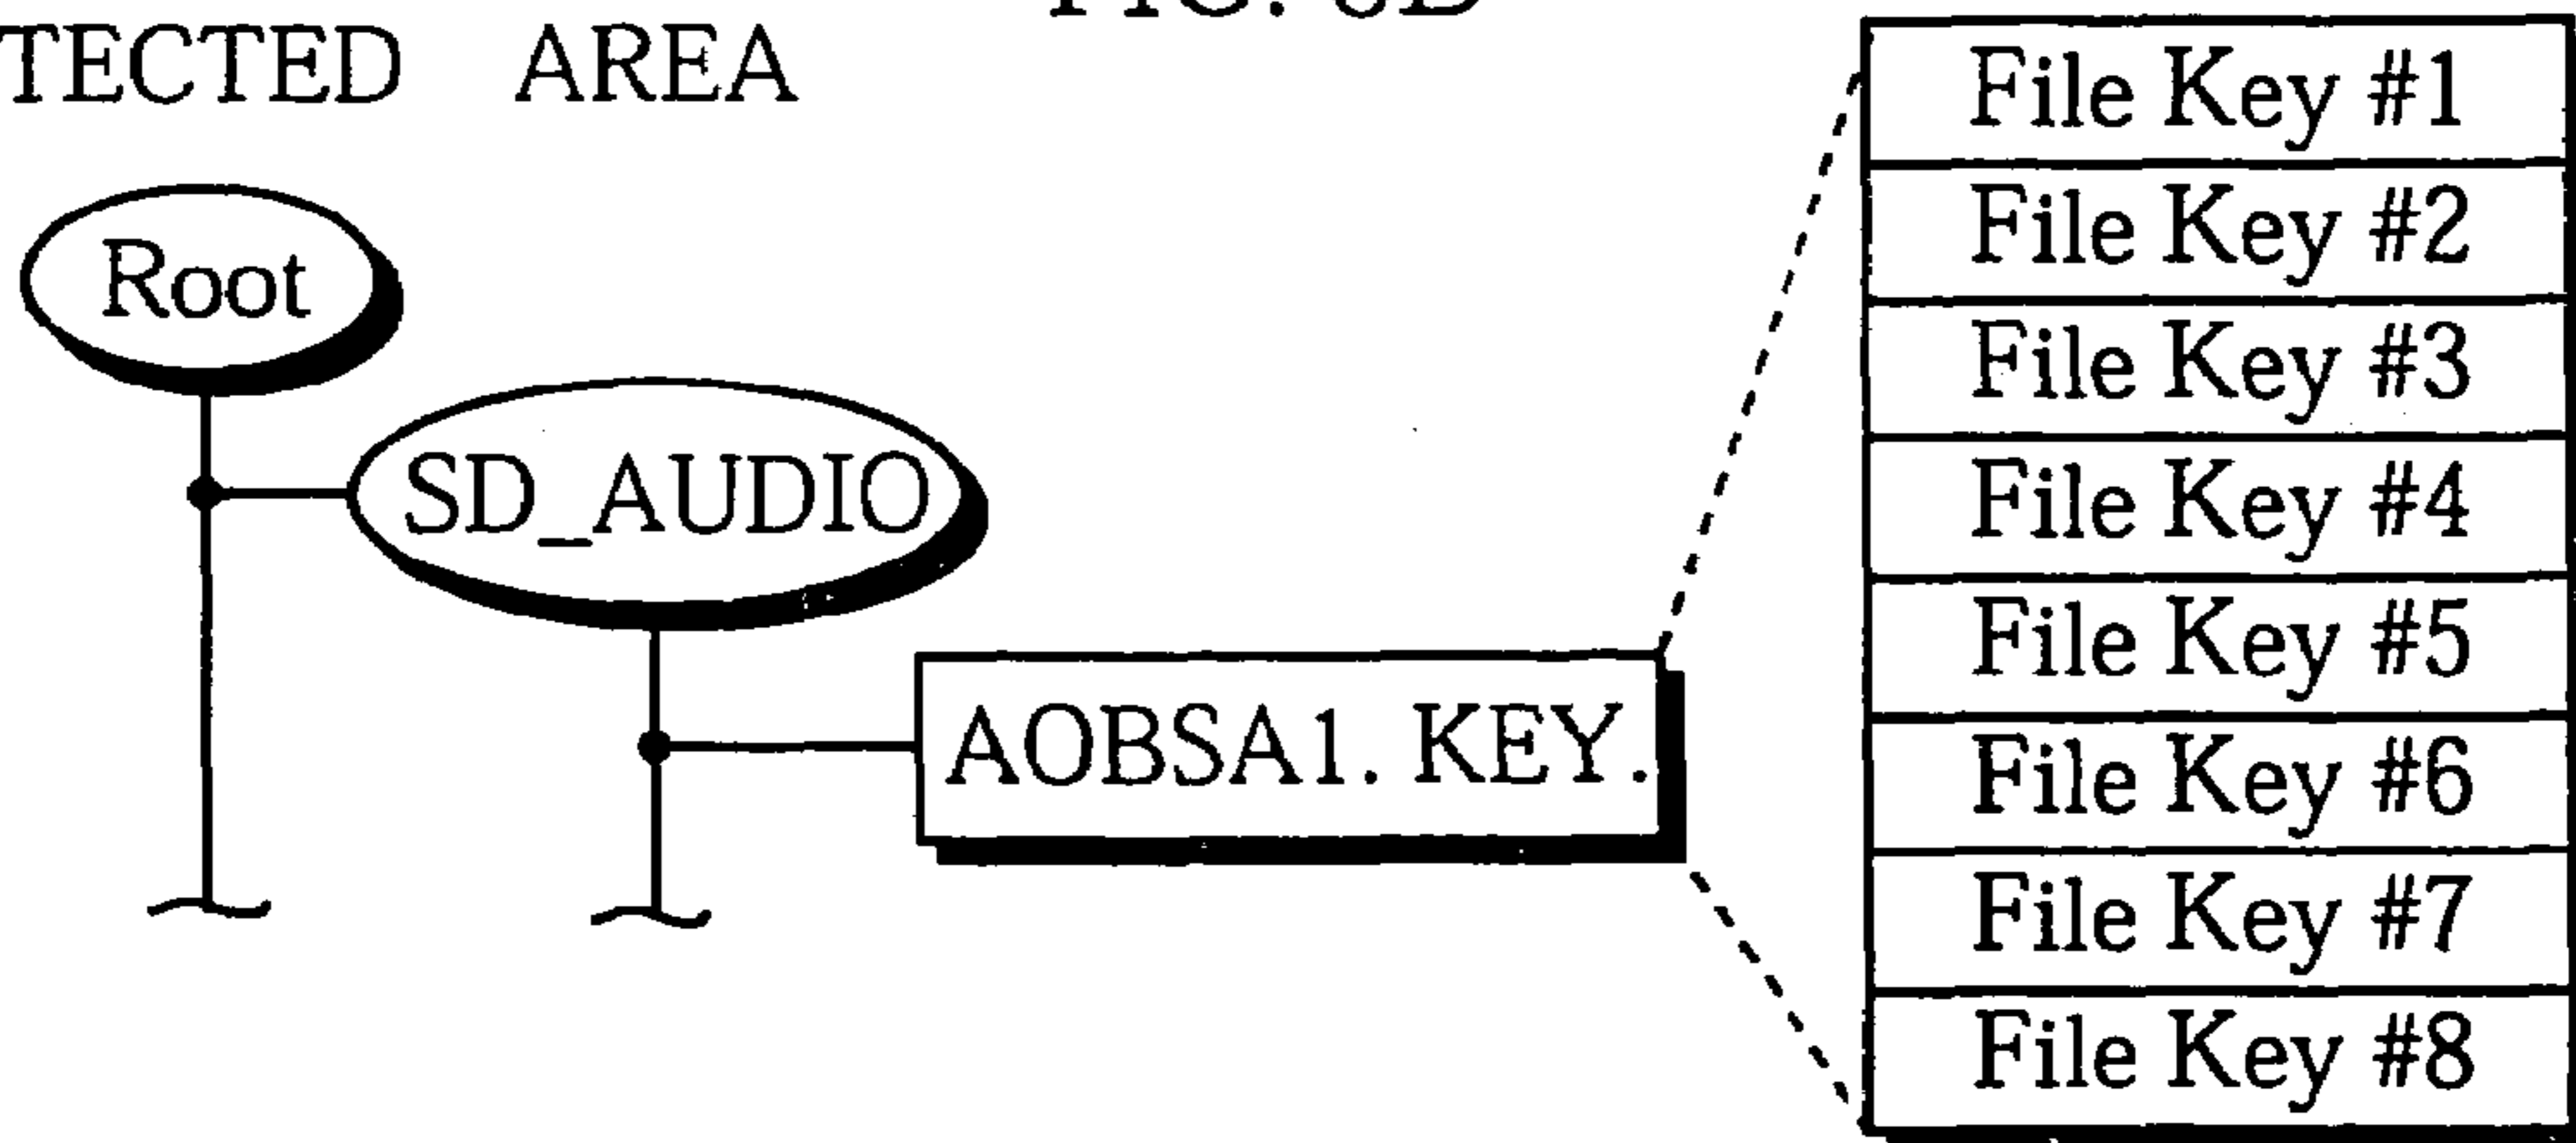 TECTED AREA
Root
SD_AUDIO
AOBSA1. KEY.
File Key #1
File Key #2
File Key #3
File Key #4
File Key #5
File Key #6
File Key #7
File Key #8